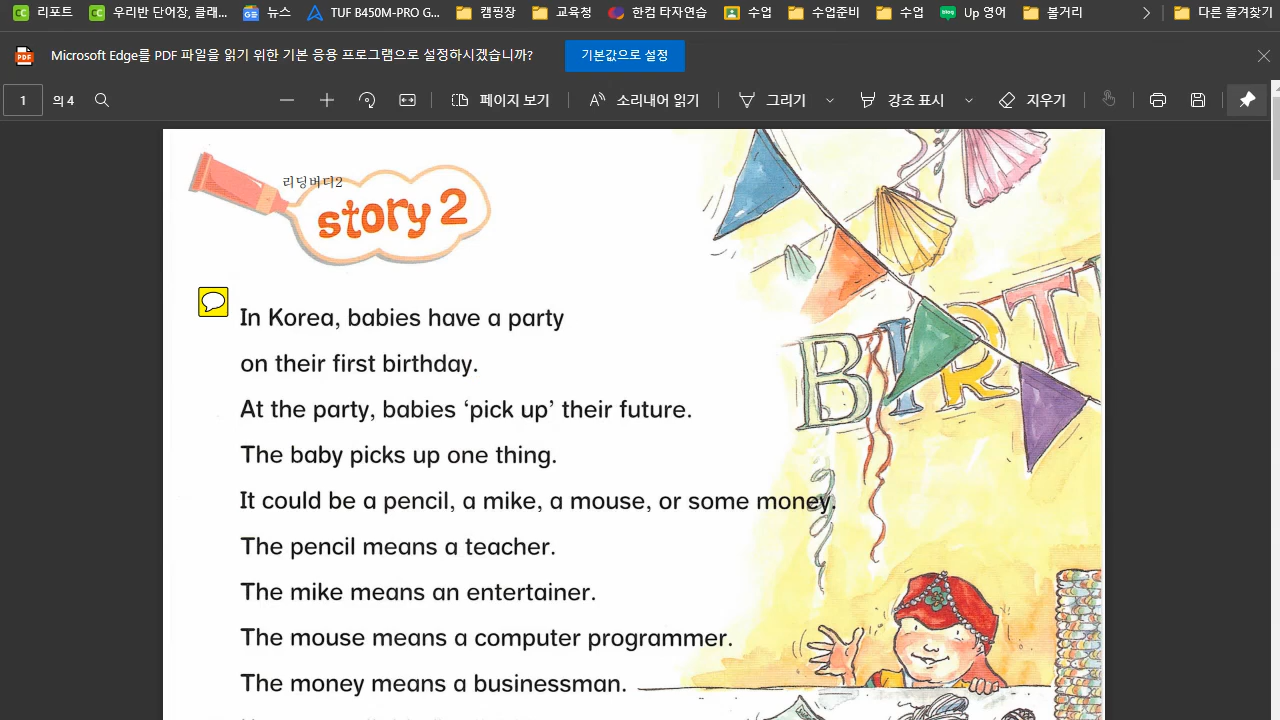 리포트 우리반 단어장, 클래... 뉴스 TUF B450M-PRO G... 캠핑장 교육청 한컴 타자연습 수업 수업준비 수업 Up 영어 볼거리 다른 즐겨찾기
Microsoft Edge를 PDF 파일을 읽기 위한 기본 응용 프로그램으로 설정하시겠습니까? 기본값으로 설정
1 의 4 페이지 보기 소리내어 읽기 그리기 강조 표시 지우기
리딩버디2
story 2
BIRT
In Korea, babies have a party
on their first birthday.
At the party, babies ‘pick up’ their future.
The baby picks up one thing.
It could be a pencil, a mike, a mouse, or some money.
The pencil means a teacher.
The mike means an entertainer.
The mouse means a computer programmer.
The money means a businessman.